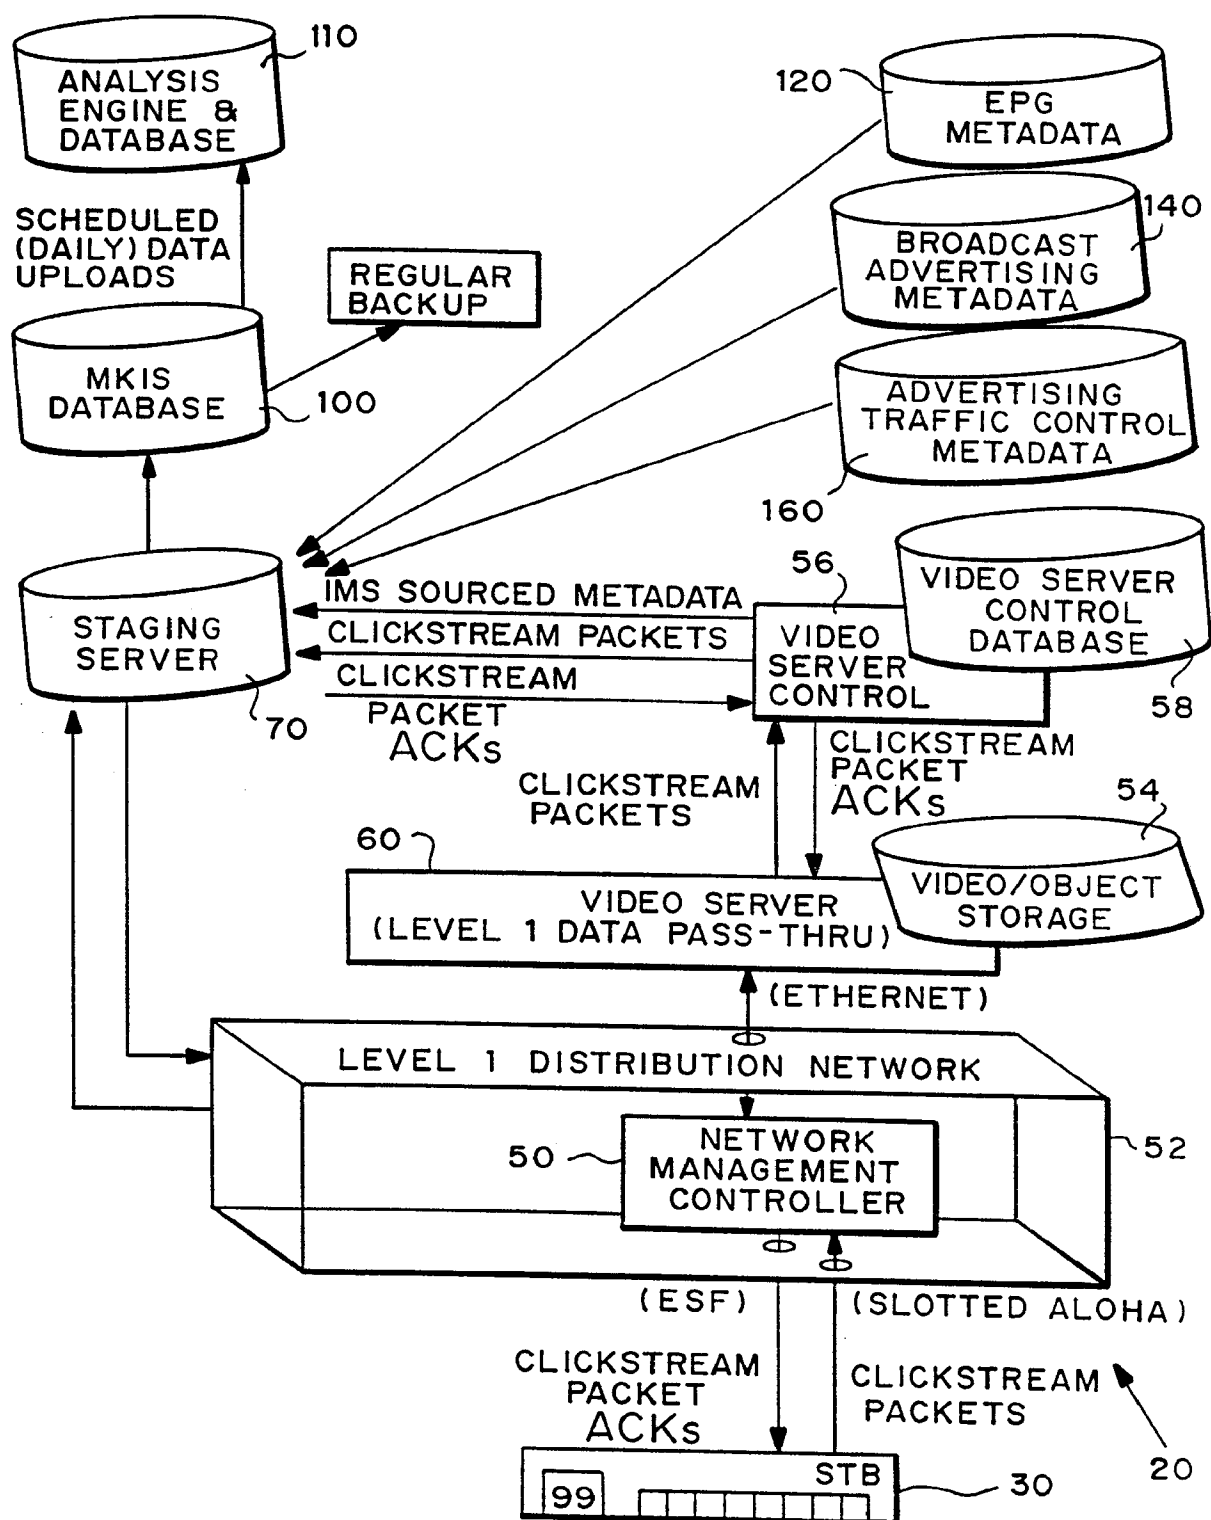 110
ANALYSIS
ENGINE &
DATABASE
120
EPG
METADATA
SCHEDULED
(DAILY) DATA
UPLOADS
140
BROADCAST
ADVERTISING
METADATA
REGULAR
BACKUP
MKIS
DATABASE
100
ADVERTISING
TRAFFIC CONTROL
METADATA
160
56
VIDEO SERVER
CONTROL
DATABASE
58
IMS SOURCED METADATA
CLICKSTREAM PACKETS
CLICKSTREAM
PACKET
ACKs
STAGING
SERVER
70
VIDEO
SERVER
CONTROL
CLICKSTREAM
PACKETS
CLICKSTREAM
PACKET
ACKs
54
60
VIDEO SERVER
(LEVEL 1 DATA PASS-THRU)
VIDEO/OBJECT
STORAGE
(ETHERNET)
LEVEL 1 DISTRIBUTION NETWORK
50
NETWORK
MANAGEMENT
CONTROLLER
52
(ESF)
(SLOTTED ALOHA)
CLICKSTREAM
PACKET
ACKs
CLICKSTREAM
PACKETS
20
STB
99
30